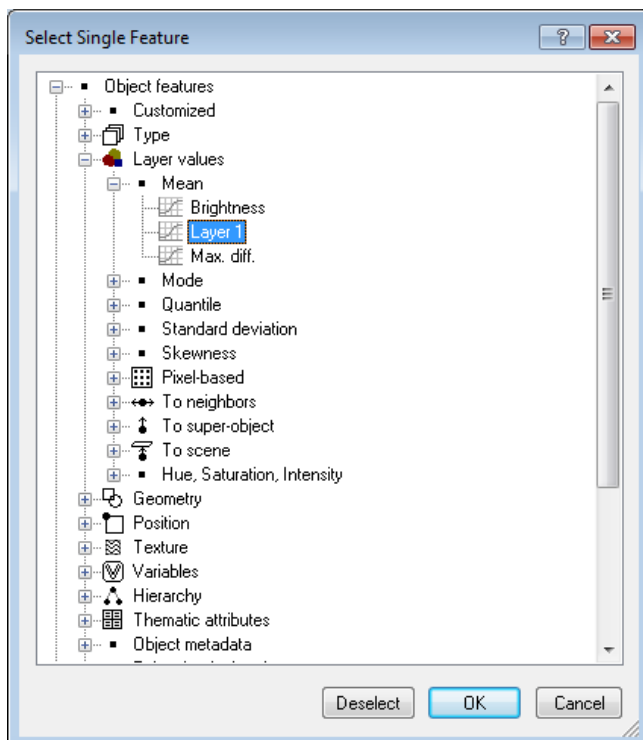 Select Single Feature
Object features
Customized
Type
Layer values
Mean
Brightness
Layer 1
Max. diff.
Mode
Quantile
Standard deviation
Skewness
Pixel-based
To neighbors
To super-object
To scene
Hue, Saturation, Intensity
Geometry
Position
Texture
Variables
Hierarchy
Thematic attributes
Object metadata
Deselect OK Cancel